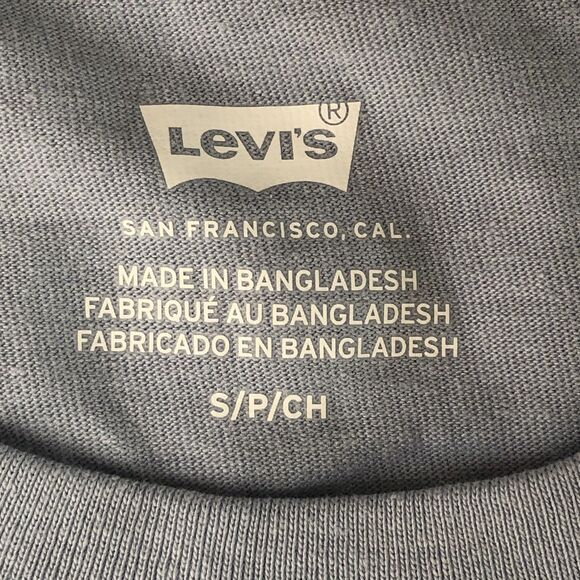 Levi's®
SAN FRANCISCO, CAL.
MADE IN BANGLADESH
FABRIQUÉ AU BANGLADESH
FABRICADO EN BANGLADESH
S/P/CH